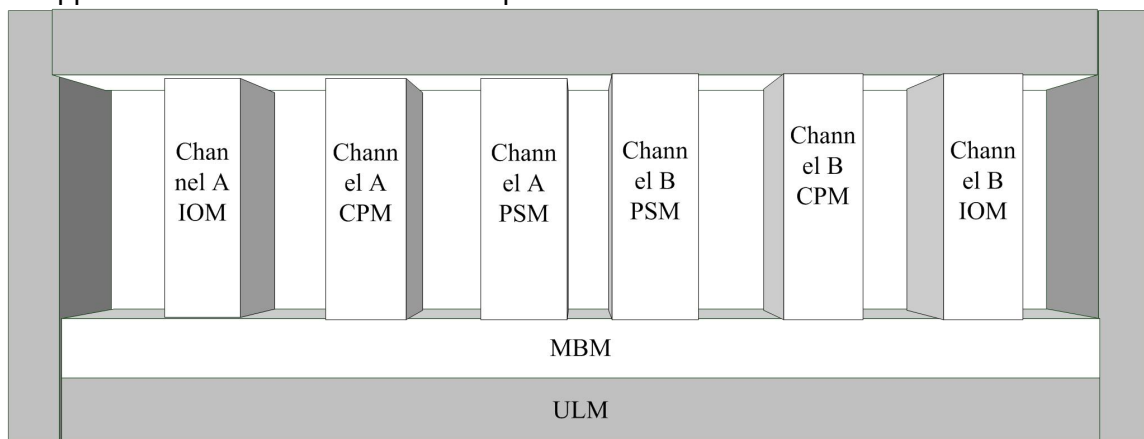 Chan
nel A
IOM
Chann
el A
CPM
Chann
el A
PSM
Chann
el B
PSM
Chann
el B
CPM
Chann
el B
IOM
MBM
ULM